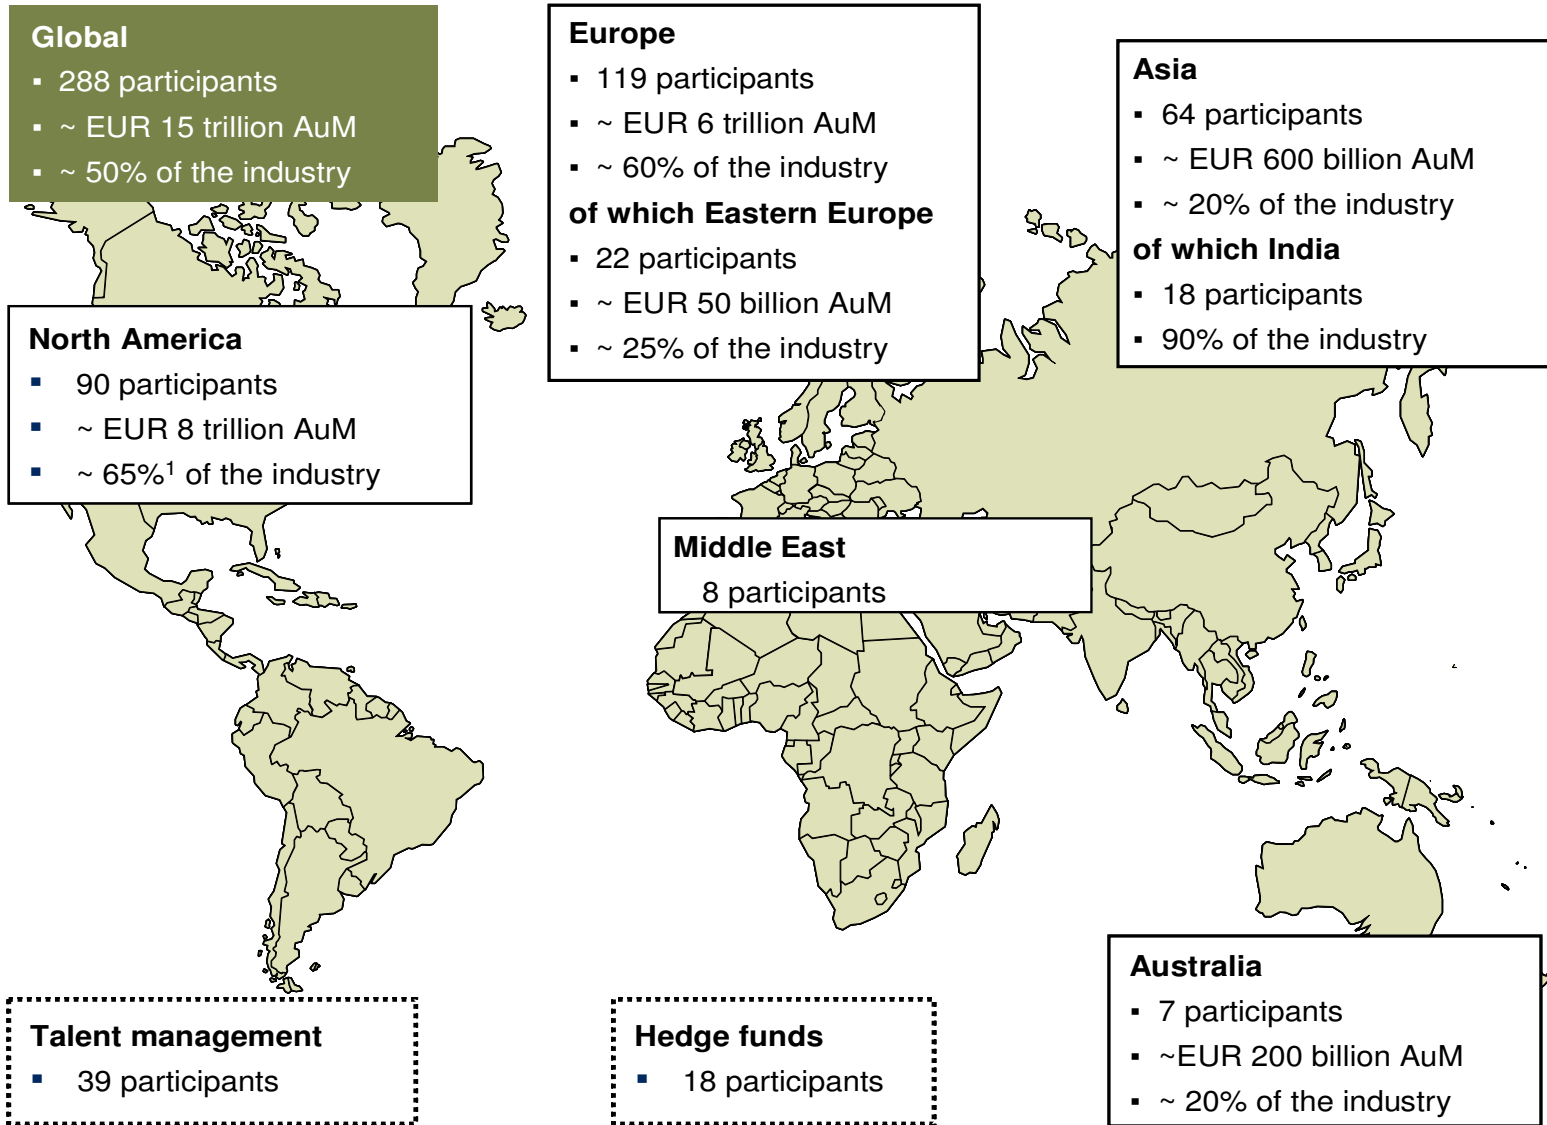 Global
▪ 288 participants
▪ ~ EUR 15 trillion AuM
▪ ~ 50% of the industry
Europe
▪ 119 participants
▪ ~ EUR 6 trillion AuM
▪ ~ 60% of the industry
of which Eastern Europe
▪ 22 participants
▪ ~ EUR 50 billion AuM
▪ ~ 25% of the industry
Asia
▪ 64 participants
▪ ~ EUR 600 billion AuM
▪ ~ 20% of the industry
of which India
▪ 18 participants
▪ 90% of the industry
North America
▪ 90 participants
▪ ~ EUR 8 trillion AuM
▪ ~ 65%¹ of the industry
Middle East
8 participants
Australia
▪ 7 participants
▪ ~EUR 200 billion AuM
▪ ~ 20% of the industry
Talent management
▪ 39 participants
Hedge funds
▪ 18 participants